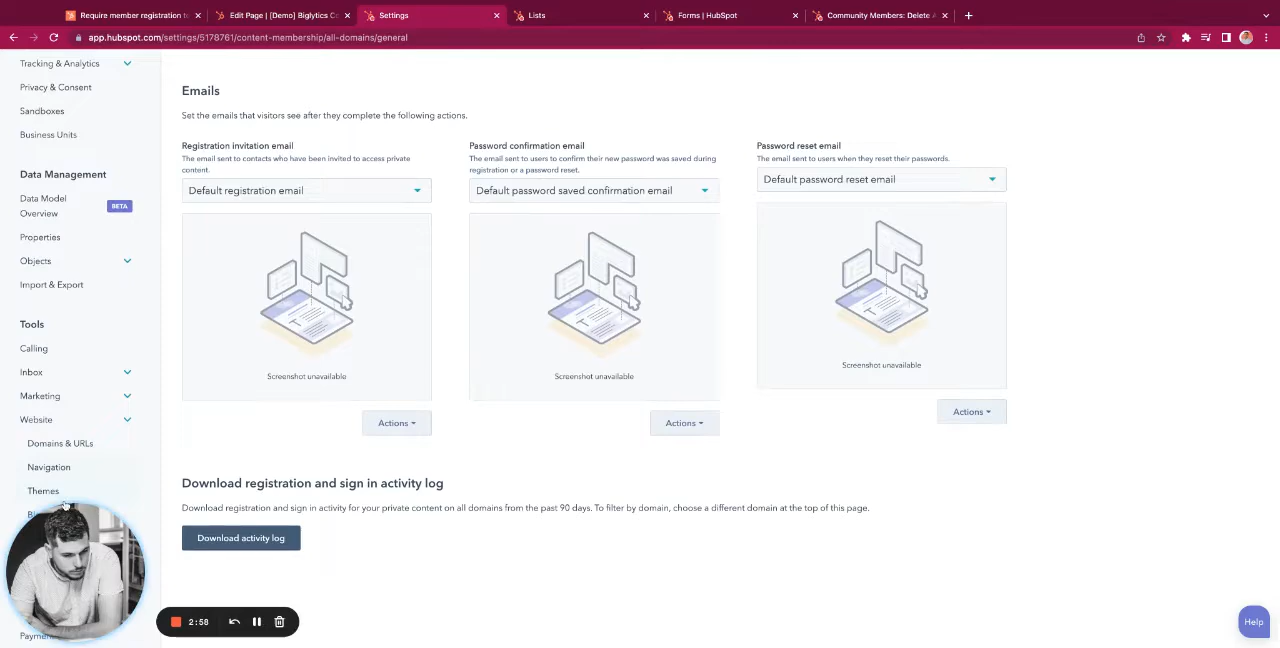 Require member registration t
Edit Page | [Demo] Biglytics C
Settings
Lists
Forms | HubSpot
Community Members: Delete
app.hubspot.com/settings/5178761/content-membership/all-domains/general
Tracking & Analytics
Privacy & Consent
Sandboxes
Business Units
Data Management
Data Model
Overview
BETA
Properties
Objects
Import & Export
Tools
Calling
Inbox
Marketing
Website
Domains & URLs
Navigation
Themes
Emails
Set the emails that visitors see after they complete the following actions.
Registration invitation email
The email sent to contacts who have been invited to access private
content.
Default registration email
Screenshot unavailable
Actions
Password confirmation email
The email sent to users to confirm their new password was saved during
registration or a password reset.
Default password saved confirmation email
Screenshot unavailable
Actions
Password reset email
The email sent to users when they reset their passwords.
Default password reset email
Screenshot unavailable
Actions
Download registration and sign in activity log
Download registration and sign in activity for your private content on all domains from the past 90 days. To filter by domain, choose a different domain at the top of this page.
Download activity log
2:58
Help